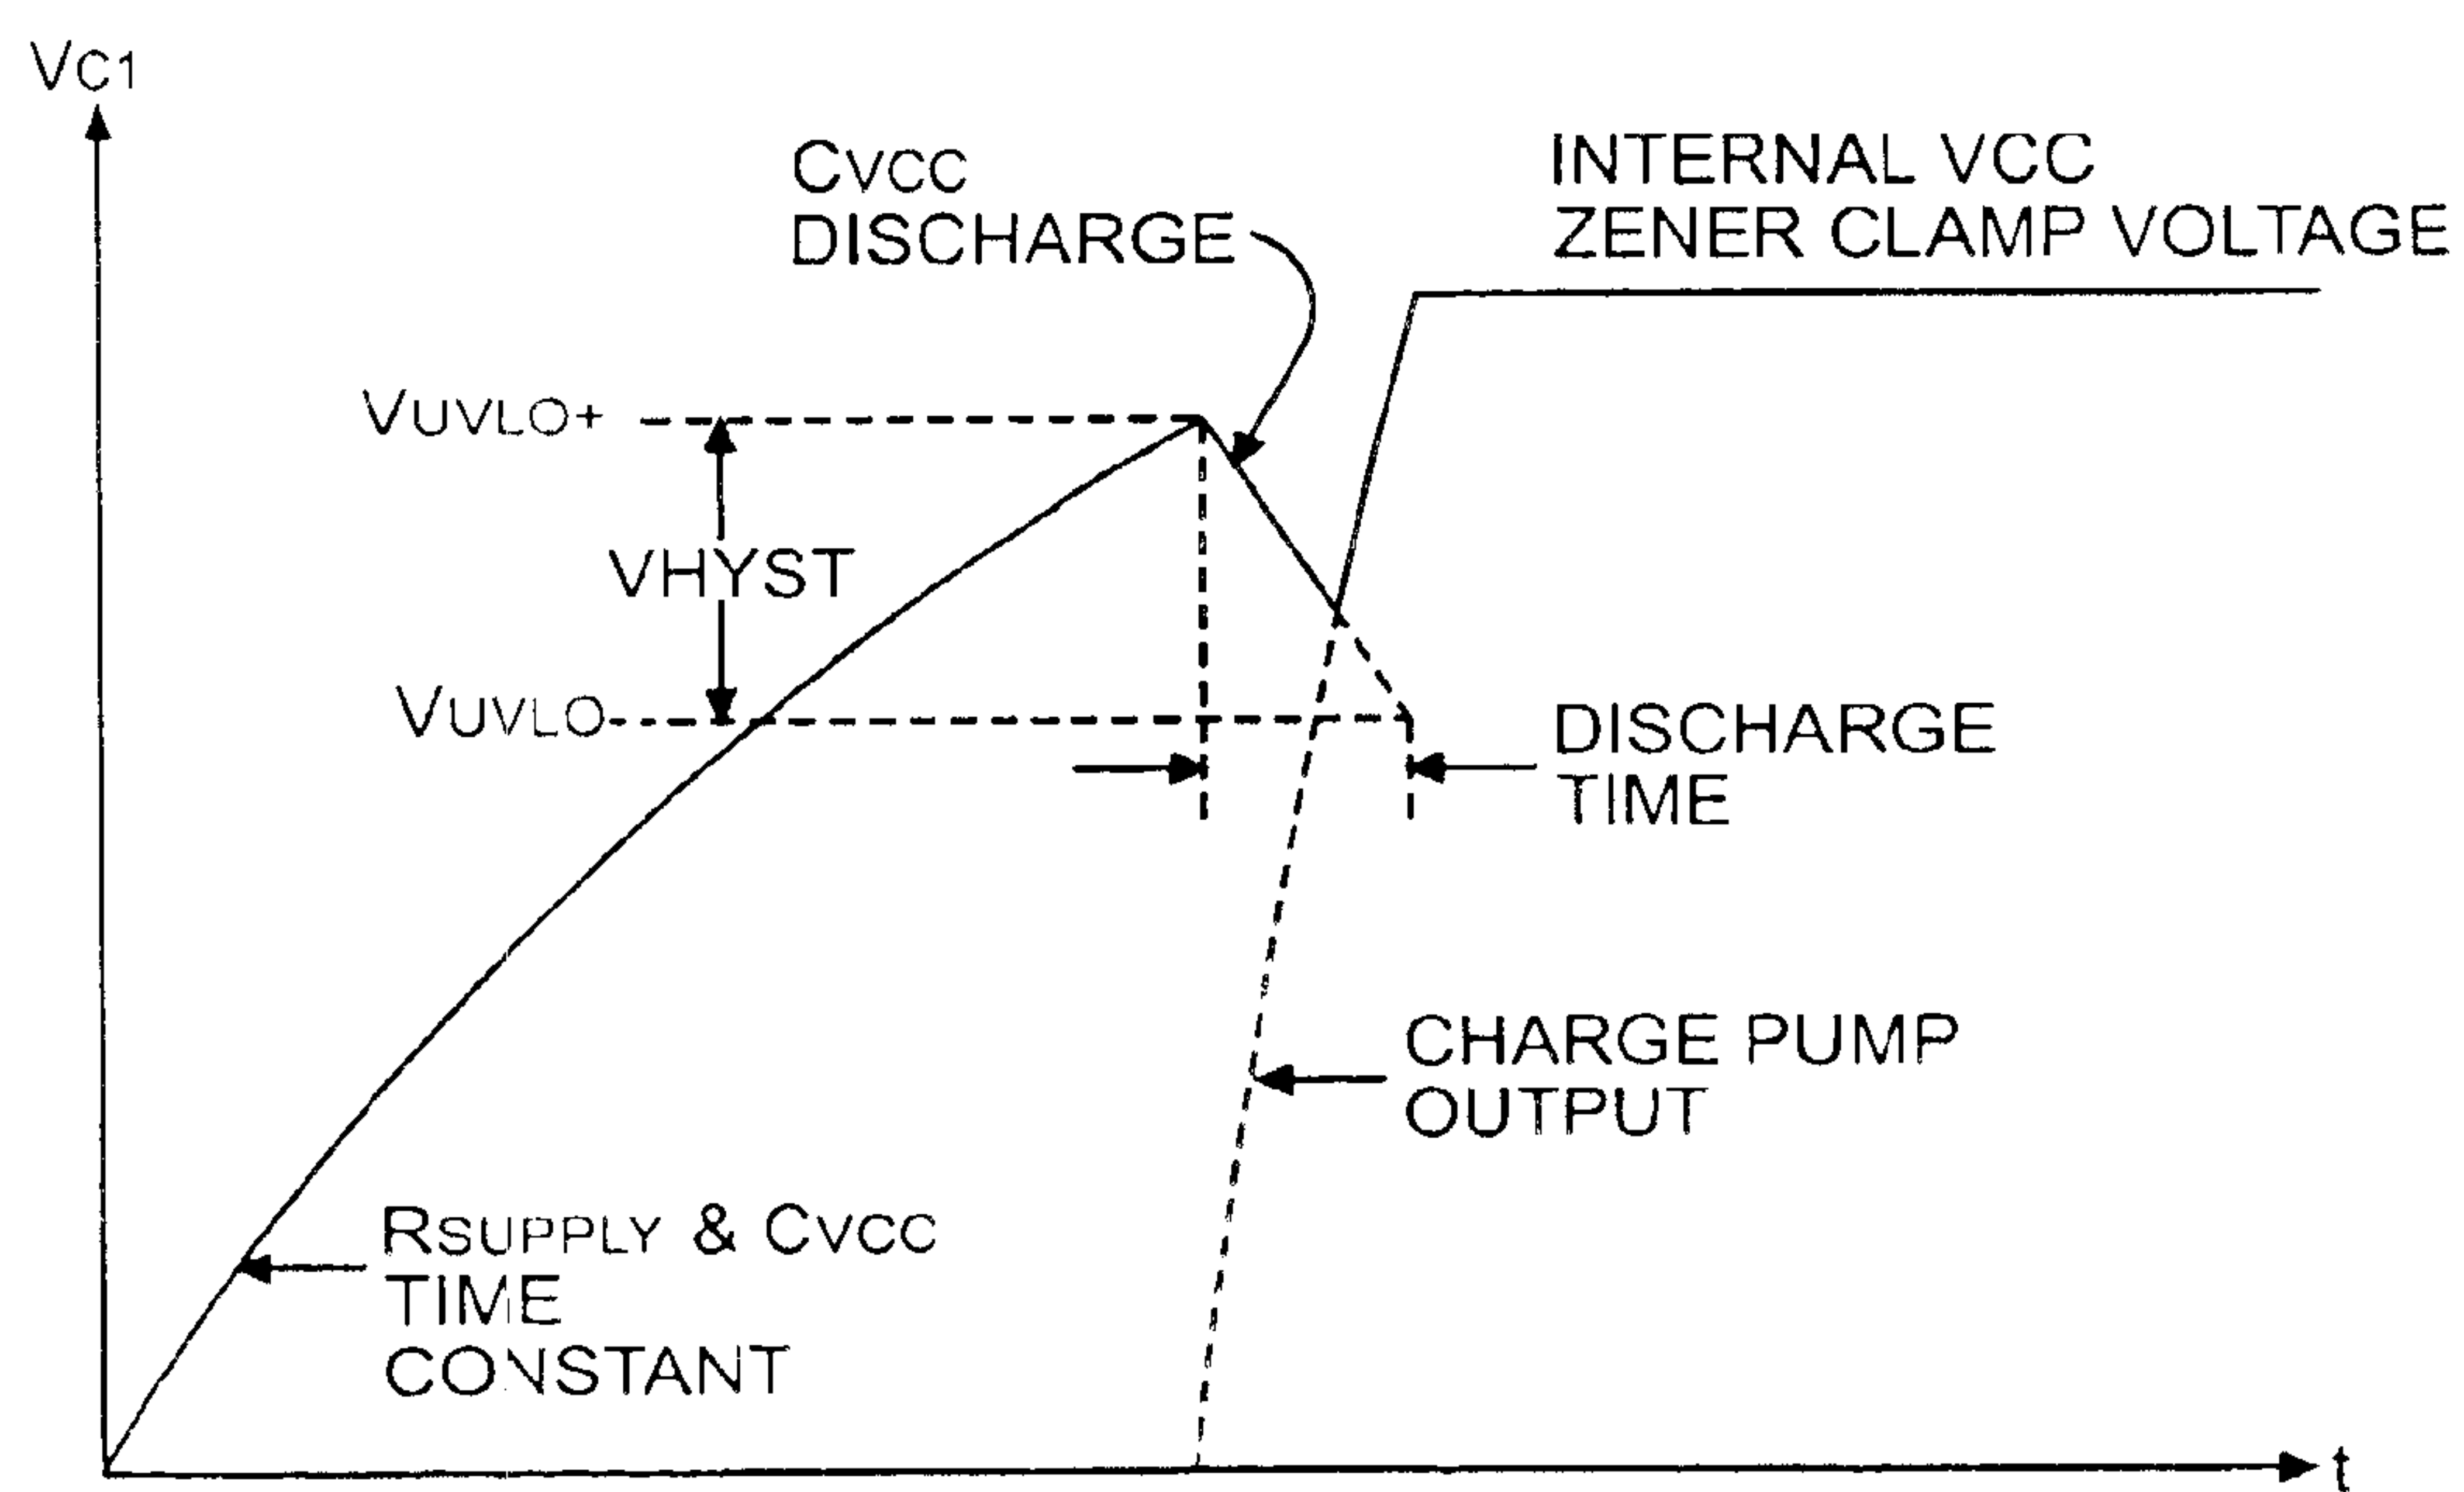 VC1
CVCC
DISCHARGE
INTERNAL VCC
ZENER CLAMP VOLTAGE
VUVLO+
VHYST
VUVLO-
DISCHARGE
TIME
CHARGE PUMP
OUTPUT
RSUPPLY & CVCC
TIME
CONSTANT
t